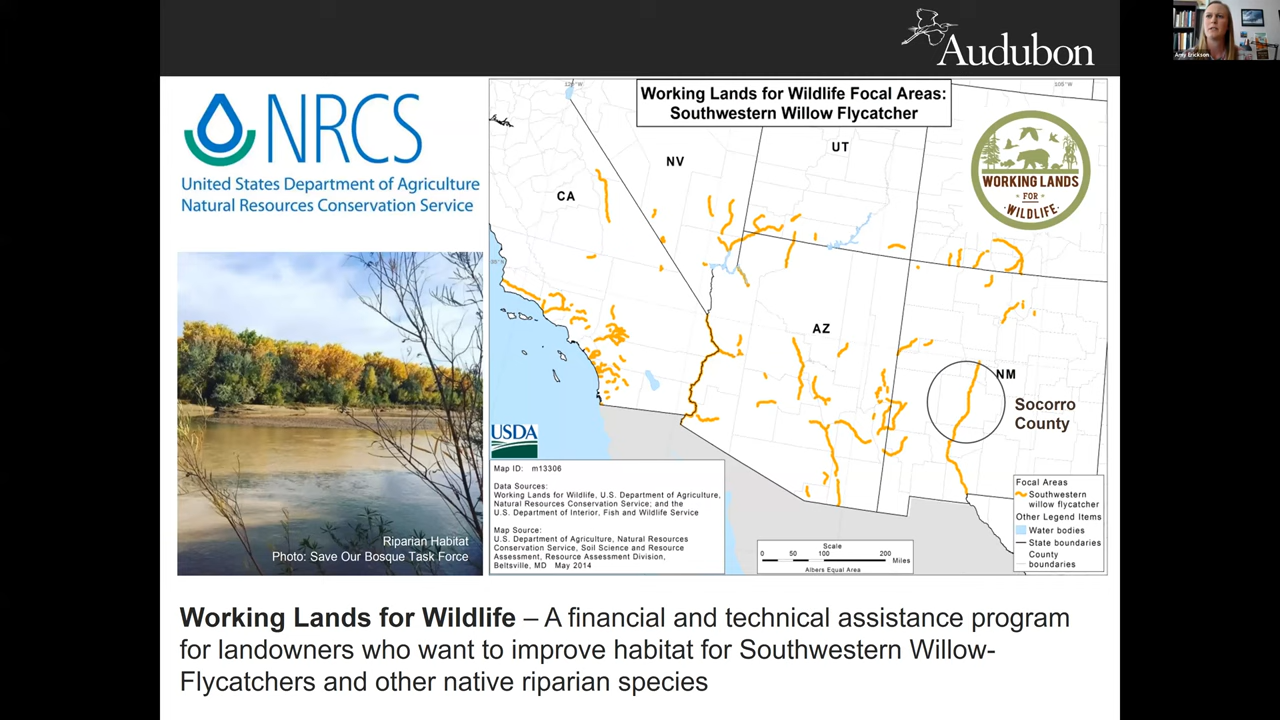 Audubon
Amy Erickson
NRCS
United States Department of Agriculture
Natural Resources Conservation Service
Working Lands for Wildlife Focal Areas:
Southwestern Willow Flycatcher
NV
UT
CA
AZ
NM
WORKING LANDS
FOR
WILDLIFE
Socorro
County
USDA
Map ID: m13306
Data Sources:
Working Lands for Wildlife, U.S. Department of Agriculture,
Natural Resources Conservation Service; and the
U.S. Department of Interior, Fish and Wildlife Service
Map Source:
U.S. Department of Agriculture, Natural Resources
Conservation Service, Soil Science and Resource
Assessment, Resource Assessment Division,
Beltsville, MD May 2014
Scale
0 50 100 200
Miles
Albers Equal Area
Focal Areas
Southwestern
willow flycatcher
Other Legend Items
Water bodies
State boundaries
County
boundaries
Riparian Habitat
Photo: Save Our Bosque Task Force
Working Lands for Wildlife – A financial and technical assistance program
for landowners who want to improve habitat for Southwestern Willow-
Flycatchers and other native riparian species